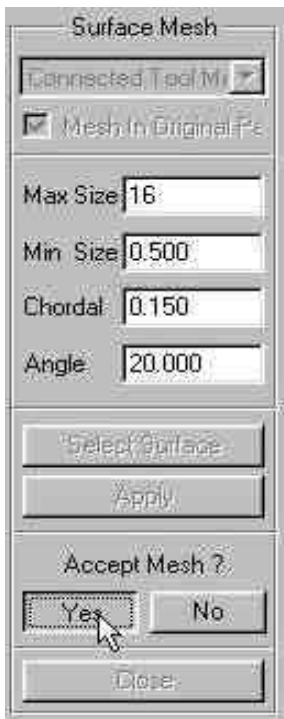 Surface Mesh
Connected Tool M
Mesh In Original Pa
Max Size 16
Min Size 0.500
Chordal 0.150
Angle 20.000
Select Surface
Apply
Accept Mesh ?
Yes No
Close